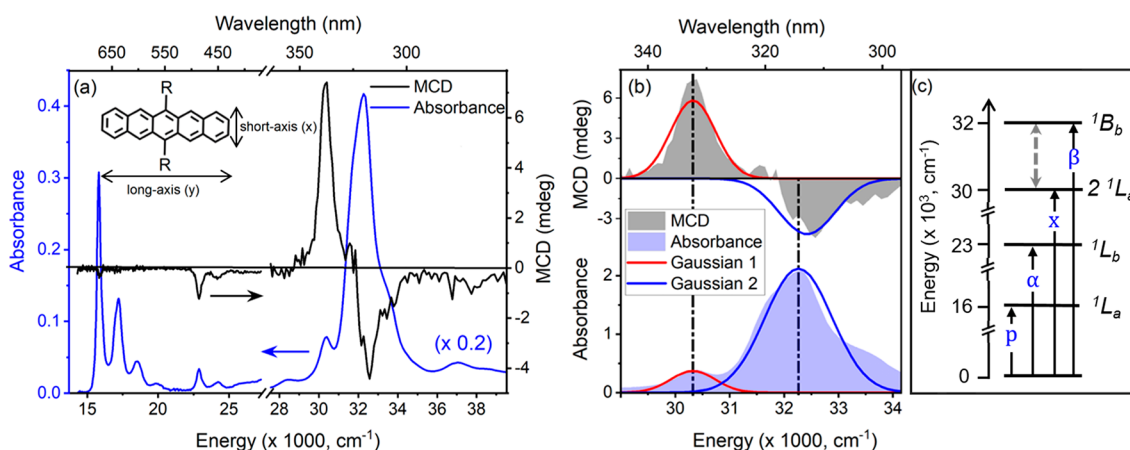 Wavelength (nm)
650 550 450 350 300
(a)
R
R
short-axis (x)
long-axis (y)
MCD
Absorbance
(x 0.2)
Absorbance
0.4
0.3
0.2
0.1
0.0
MCD (mdeg)
6
4
2
0
-2
-4
15 20 25 28 30 32 34 36 38
Energy (x 1000, cm⁻¹)
Wavelength (nm)
340 320 300
(b)
MCD (mdeg)
6
3
0
-3
MCD
Absorbance
Gaussian 1
Gaussian 2
Absorbance
2
1
0
30 31 32 33 34
Energy (x 1000, cm⁻¹)
(c)
Energy (x 10³, cm⁻¹)
32
30
23
16
0
¹Bb
2 ¹La
¹Lb
¹La
p
α
x
β